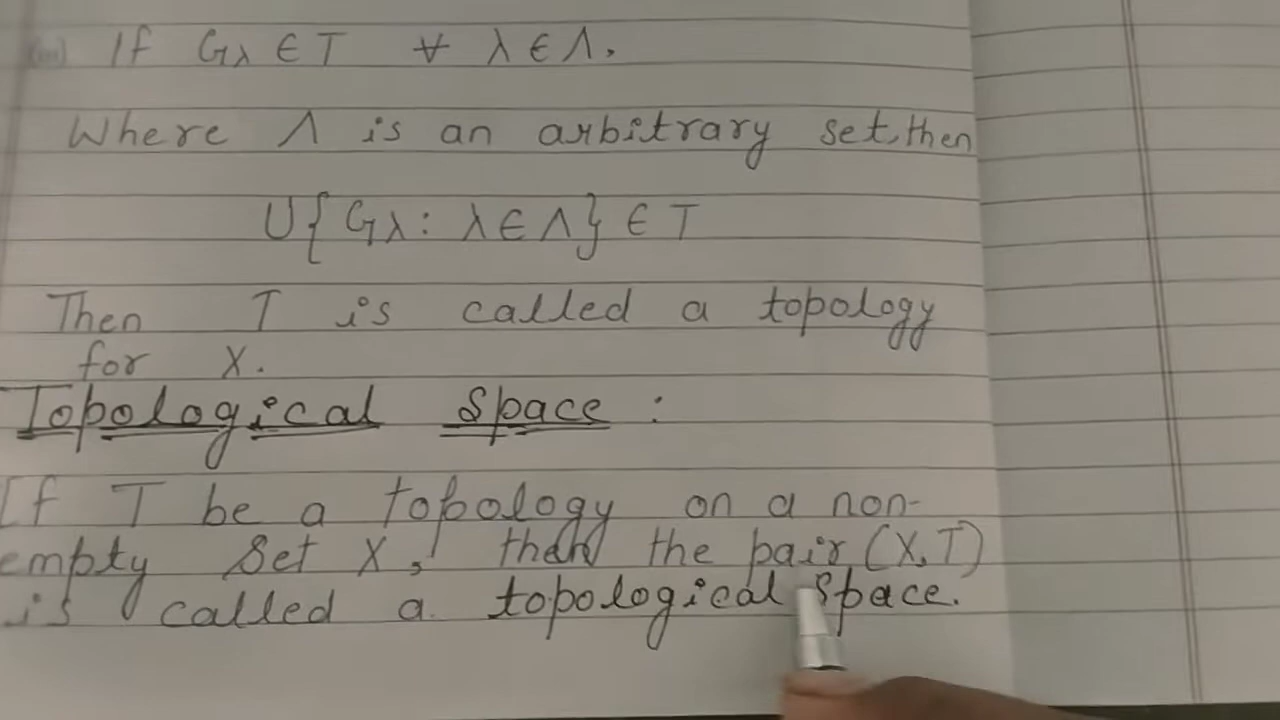 If Gλ ∈ T ∀ λ ∈ Λ.
Where Λ is an arbitrary set, then
U{Gλ : λ ∈ Λ} ∈ T
Then T is called a topology
for X.
Topological Space :
If T be a topology on a non-
empty Set X, then the pair (X, T)
is called a topological space.